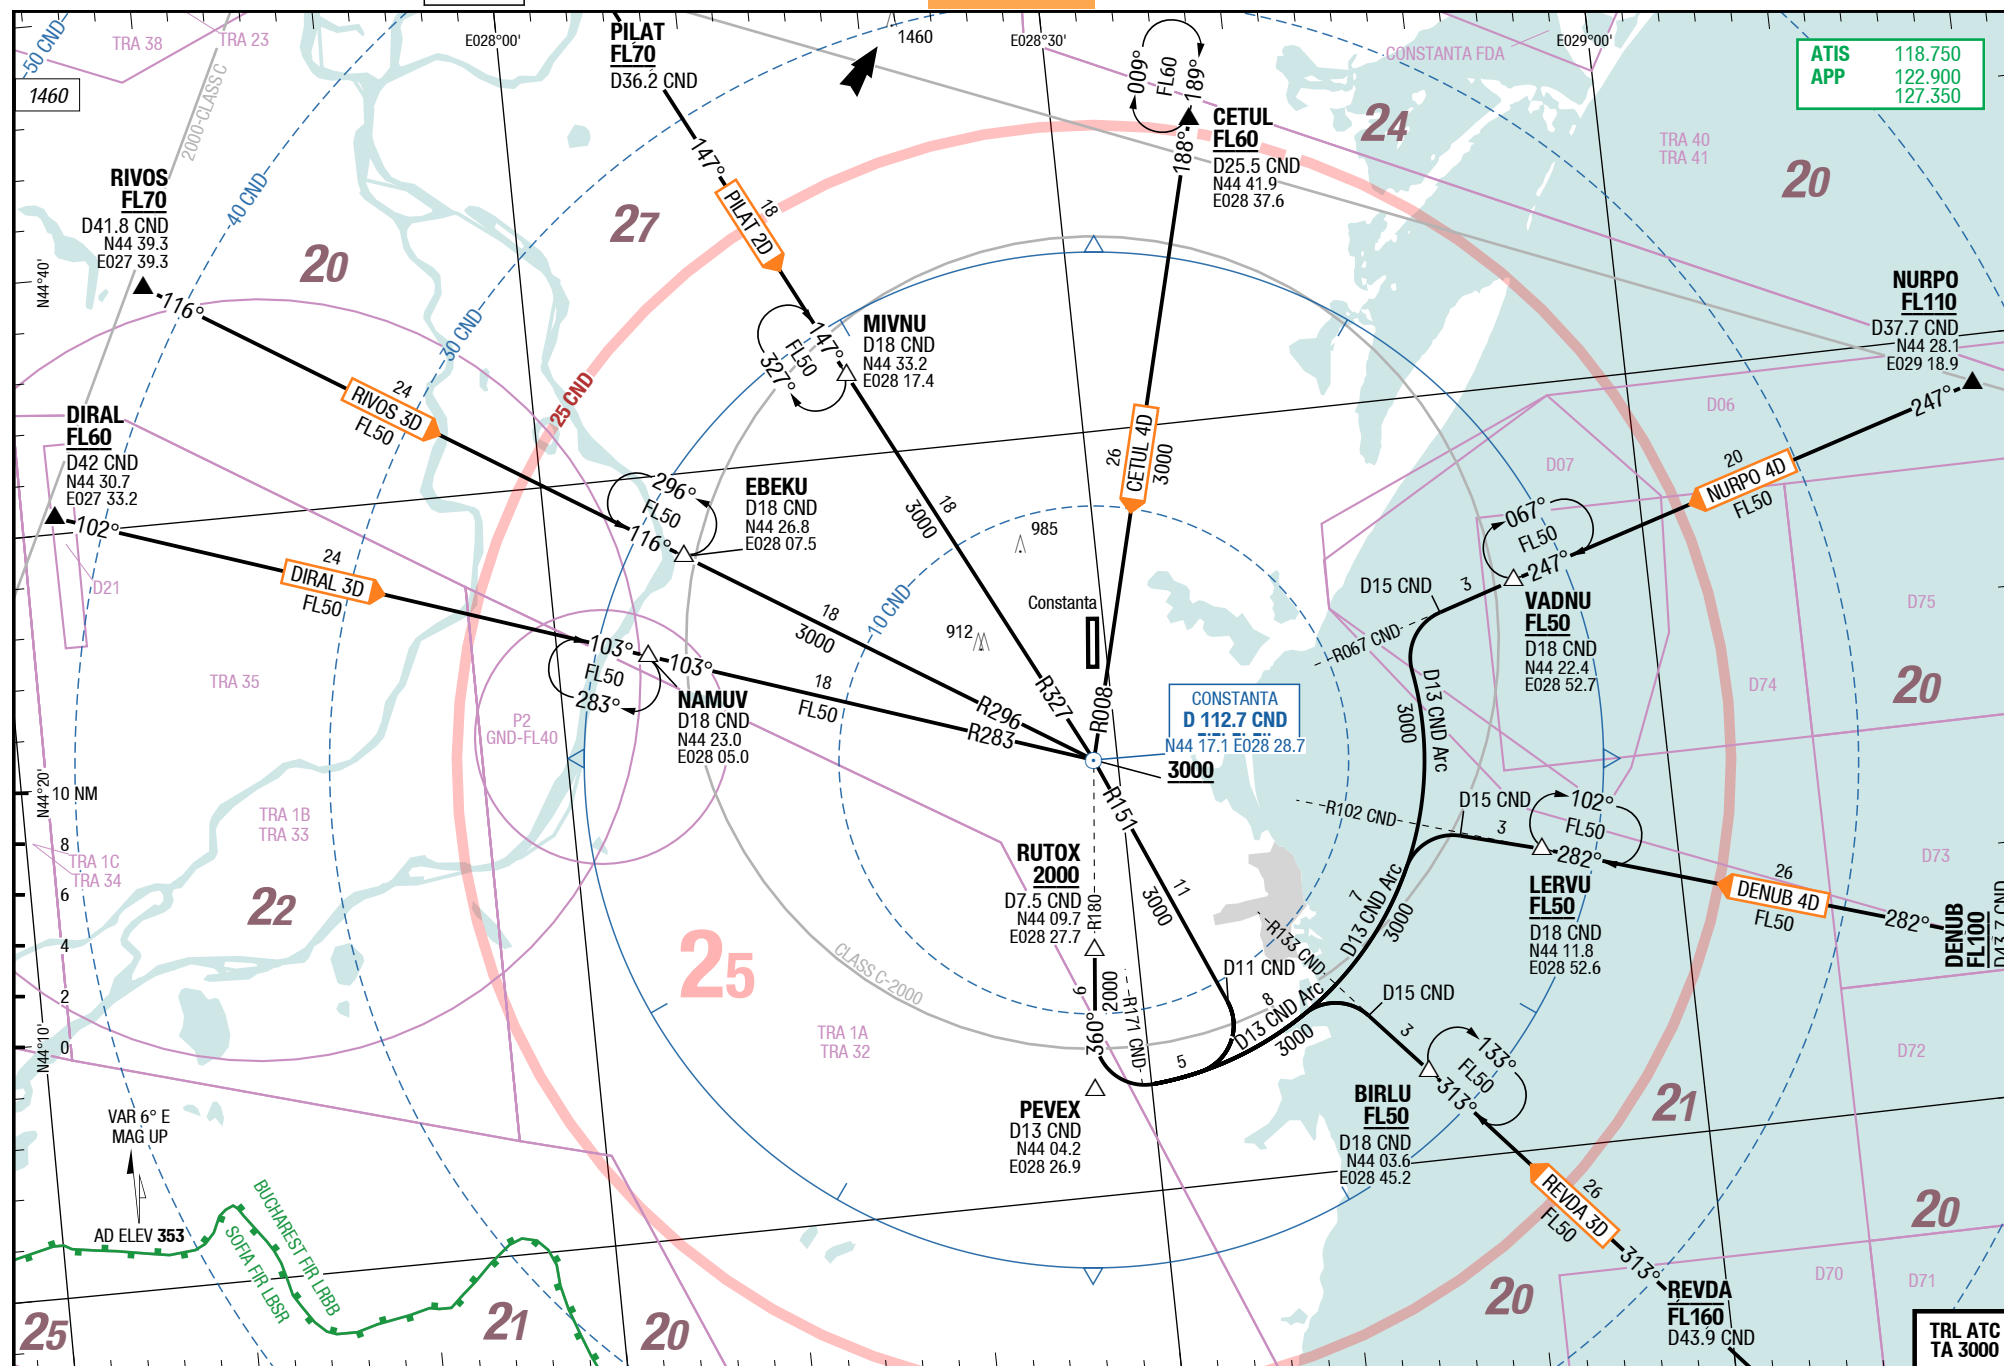 50 CND
TRA 38
TRA 23
1460
2000-CLASS C
E028°00'
PILAT
FL70
D36.2 CND
147°
PILAT 2D
18
1460
E028°30'
009°
FL60
189°
188°
CETUL
FL60
D25.5 CND
N44 41.9
E028 37.6
CONSTANTA FDA
E029°00'
ATIS 118.750
APP 122.900
127.350
24
TRA 40
TRA 41
20
RIVOS
FL70
D41.8 CND
N44 39.3
E027 39.3
40 CND
20
27
N44°40'
116°
30 CND
24
RIVOS 3D
FL50
25 CND
147°
FL50
327°
MIVNU
D18 CND
N44 33.2
E028 17.4
NURPO
FL110
D37.7 CND
N44 28.1
E029 18.9
247°
D06
D07
20
NURPO 4D
FL50
DIRAL
FL60
D42 CND
N44 30.7
E027 33.2
102°
D21
24
DIRAL 3D
FL50
296°
FL50
116°
EBEKU
D18 CND
N44 26.8
E028 07.5
18
3000
26
CETUL 4D
3000
985
10 CND
Constanta
912
18
3000
067°
FL50
247°
D15 CND
3
R067 CND
VADNU
FL50
D18 CND
N44 22.4
E028 52.7
D75
TRA 35
103°
FL50
283°
103°
NAMUV
D18 CND
N44 23.0
E028 05.0
P2
GND-FL40
18
FL50
R296
R283
R327
R008
CONSTANTA
D 112.7 CND
N44 17.1 E028 28.7
3000
D13 CND Arc
3000
D74
20
N44°20'
10 NM
8
6
4
2
0
TRA 1B
TRA 33
TRA 1C
TRA 34
22
R151
11
3000
R102 CND
D15 CND
3
102°
FL50
282°
LERVU
FL50
D18 CND
N44 11.8
E028 52.6
26
DENUB 4D
FL50
D73
282°
DENUB
FL100
D43.7 CND
RUTOX
2000
D7.5 CND
N44 09.7
E028 27.7
R180
7
D13 CND Arc
3000
R133 CND
25
CLASS C-2000
D11 CND
8
D13 CND Arc
3000
D15 CND
3
6
2000
360°
R171 CND
5
TRA 1A
TRA 32
N44°10'
PEVEX
D13 CND
N44 04.2
E028 26.9
133°
FL50
313°
BIRLU
FL50
D18 CND
N44 03.6
E028 45.2
21
D72
VAR 6° E
MAG UP
AD ELEV 353
BUCHAREST FIR LRBB
SOFIA FIR LBSR
26
REVDA 3D
FL50
313°
20
D70
D71
REVDA
FL160
D43.9 CND
25
21
20
20
TRL ATC
TA 3000